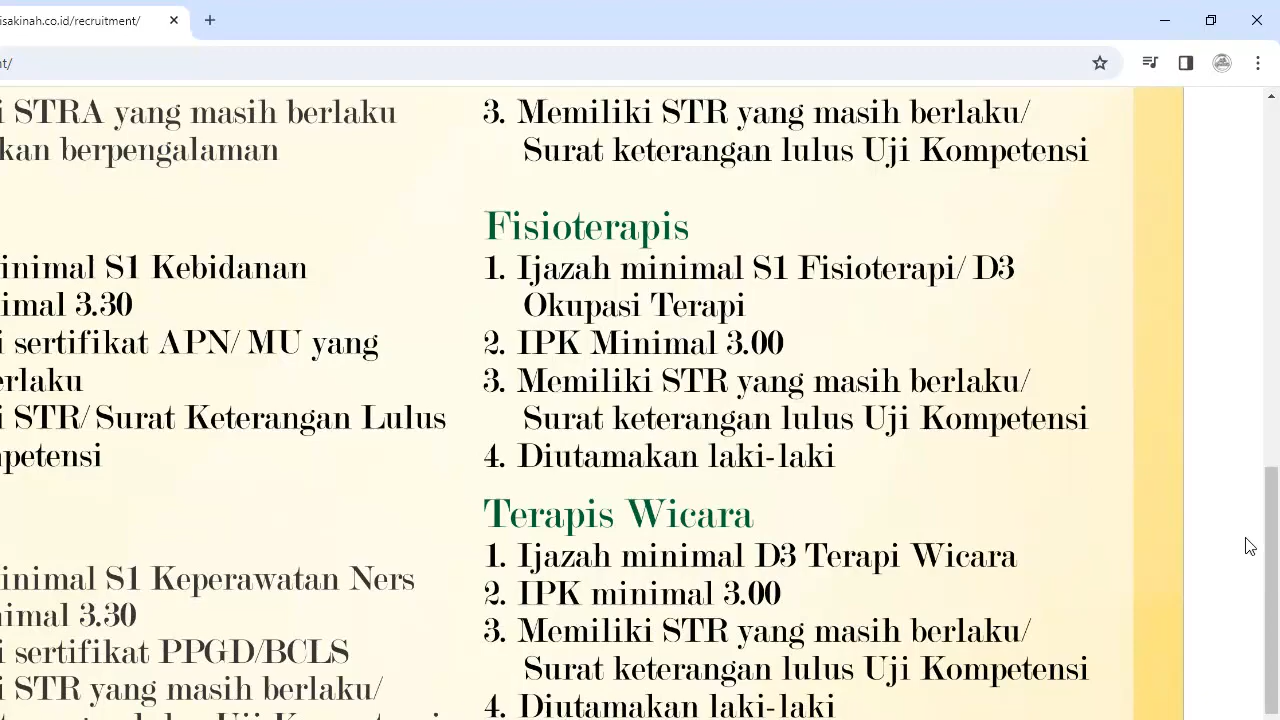 isakinah.co.id/recruitment/
nt/
i STRA yang masih berlaku
kan berpengalaman
inimal S1 Kebidanan
imal 3.30
i sertifikat APN/ MU yang
erlaku
i STR/ Surat Keterangan Lulus
mpetensi
inimal S1 Keperawatan Ners
nimal 3.30
i sertifikat PPGD/BCLS
i STR yang masih berlaku/
3. Memiliki STR yang masih berlaku/
Surat keterangan lulus Uji Kompetensi
Fisioterapis
1. Ijazah minimal S1 Fisioterapi/ D3
Okupasi Terapi
2. IPK Minimal 3.00
3. Memiliki STR yang masih berlaku/
Surat keterangan lulus Uji Kompetensi
4. Diutamakan laki-laki
Terapis Wicara
1. Ijazah minimal D3 Terapi Wicara
2. IPK minimal 3.00
3. Memiliki STR yang masih berlaku/
Surat keterangan lulus Uji Kompetensi
4. Diutamakan laki-laki